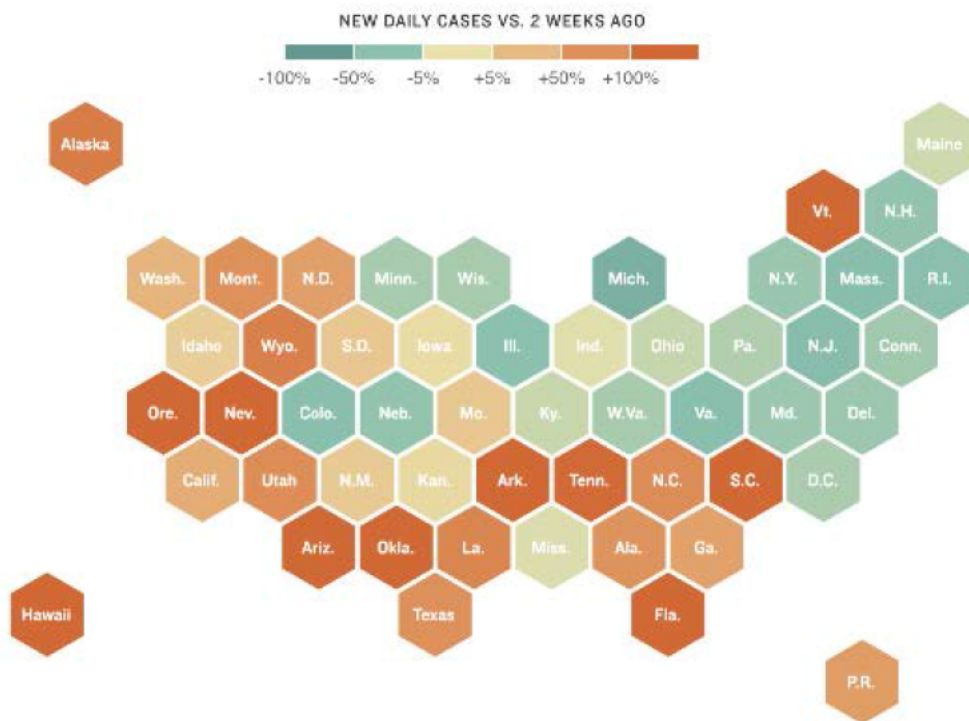 NEW DAILY CASES VS. 2 WEEKS AGO
-100% -50% -5% +5% +50% +100%
Alaska Maine
Vt. N.H.
Wash. Mont. N.D. Minn. Wis. Mich. N.Y. Mass. R.I.
Idaho Wyo. S.D. Iowa Ill. Ind. Ohio Pa. N.J. Conn.
Ore. Nev. Colo. Neb. Mo. Ky. W.Va. Va. Md. Del.
Calif. Utah N.M. Kan. Ark. Tenn. N.C. S.C. D.C.
Ariz. Okla. La. Miss. Ala. Ga.
Hawaii Texas Fla.
P.R.